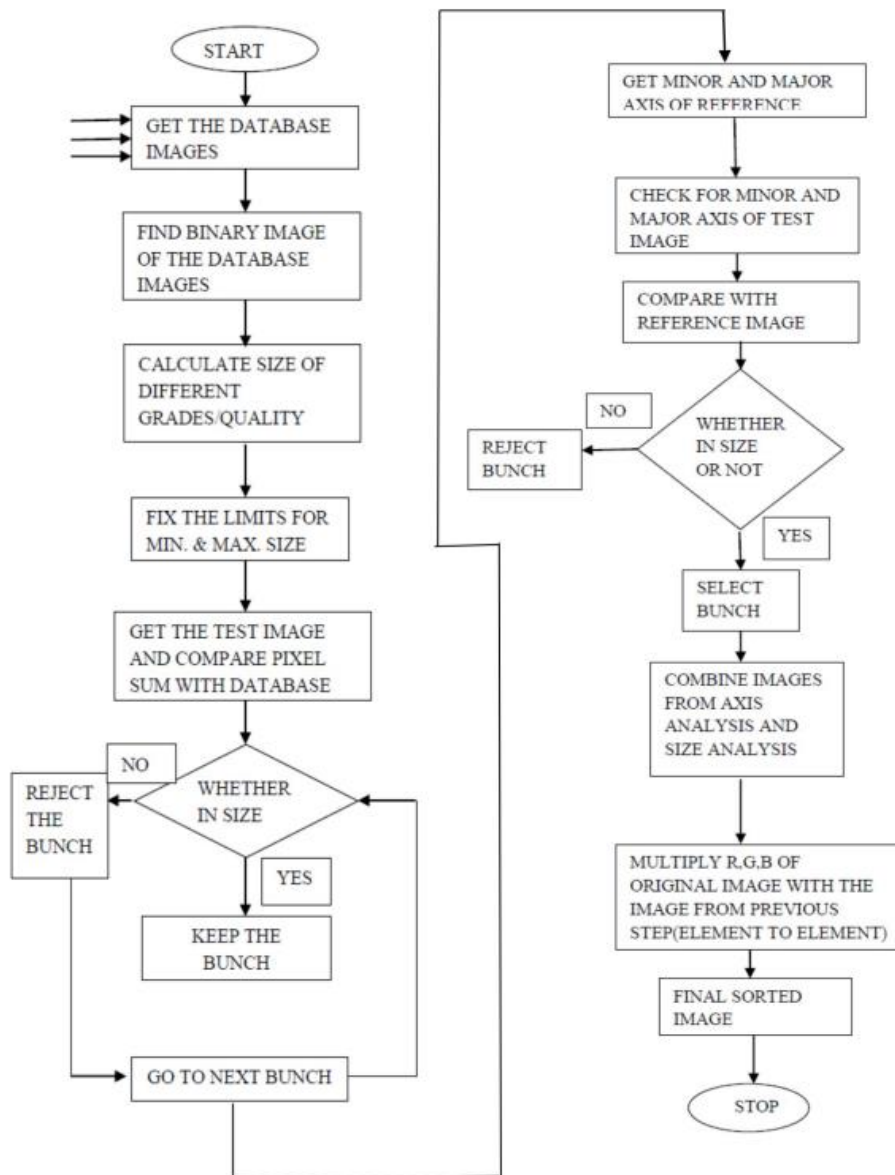 START
GET THE DATABASE
IMAGES
FIND BINARY IMAGE
OF THE DATABASE
IMAGES
CALCULATE SIZE OF
DIFFERENT
GRADES/QUALITY
FIX THE LIMITS FOR
MIN. & MAX. SIZE
GET THE TEST IMAGE
AND COMPARE PIXEL
SUM WITH DATABASE
WHETHER
IN SIZE
NO
REJECT
THE
BUNCH
YES
KEEP THE
BUNCH
GO TO NEXT BUNCH
GET MINOR AND MAJOR
AXIS OF REFERENCE
CHECK FOR MINOR AND
MAJOR AXIS OF TEST
IMAGE
COMPARE WITH
REFERENCE IMAGE
WHETHER
IN SIZE
OR NOT
NO
REJECT
BUNCH
YES
SELECT
BUNCH
COMBINE IMAGES
FROM AXIS
ANALYSIS AND
SIZE ANALYSIS
MULTIPLY R,G,B OF
ORIGINAL IMAGE WITH THE
IMAGE FROM PREVIOUS
STEP(ELEMENT TO ELEMENT)
FINAL SORTED
IMAGE
STOP